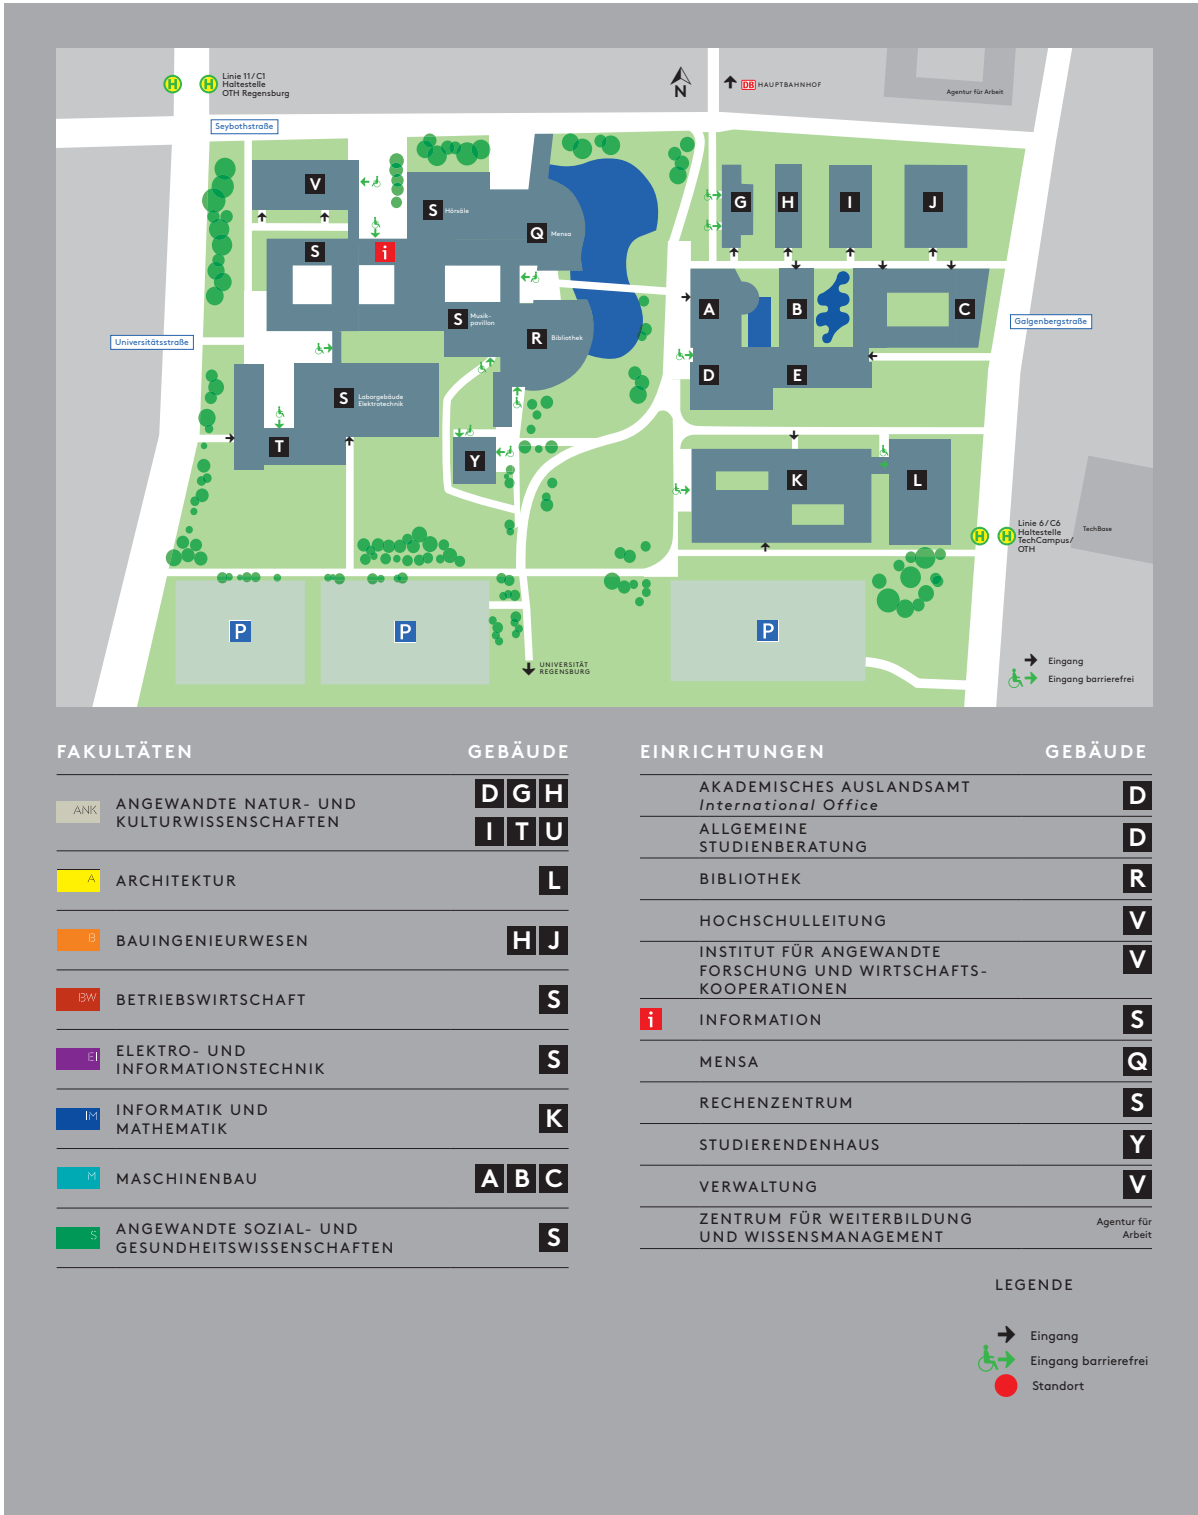 Linie 11/C1
Haltestelle
OTH Regensburg
H
H
N
DB HAUPTBAHNHOF
Agentur für Arbeit
Seybothstraße
V
S Hörsäle
Q Mensa
G
H
I
J
S
i
A
B
C
S Musik-
pavillon
R Bibliothek
Universitätsstraße
Galgenbergstraße
D
E
S Laborgebäude
Elektrotechnik
T
Y
K
L
H
H
Linie 6/C6
Haltestelle
TechCampus/
OTH
TechBase
P
P
P
UNIVERSITÄT
REGENSBURG
Eingang
Eingang barrierefrei
FAKULTÄTEN GEBÄUDE
ANK
ANGEWANDTE NATUR- UND
KULTURWISSENSCHAFTEN
D G H
I T U
A ARCHITEKTUR L
B BAUINGENIEURWESEN H J
BW BETRIEBSWIRTSCHAFT S
EI ELEKTRO- UND
INFORMATIONSTECHNIK S
IM INFORMATIK UND
MATHEMATIK K
M MASCHINENBAU A B C
S ANGEWANDTE SOZIAL- UND
GESUNDHEITSWISSENSCHAFTEN S
EINRICHTUNGEN GEBÄUDE
AKADEMISCHES AUSLANDSAMT
International Office D
ALLGEMEINE
STUDIENBERATUNG D
BIBLIOTHEK R
HOCHSCHULLEITUNG V
INSTITUT FÜR ANGEWANDTE
FORSCHUNG UND WIRTSCHAFTS-
KOOPERATIONEN V
i INFORMATION S
MENSA Q
RECHENZENTRUM S
STUDIERENDENHAUS Y
VERWALTUNG V
ZENTRUM FÜR WEITERBILDUNG
UND WISSENSMANAGEMENT
Agentur für
Arbeit
LEGENDE
Eingang
Eingang barrierefrei
Standort